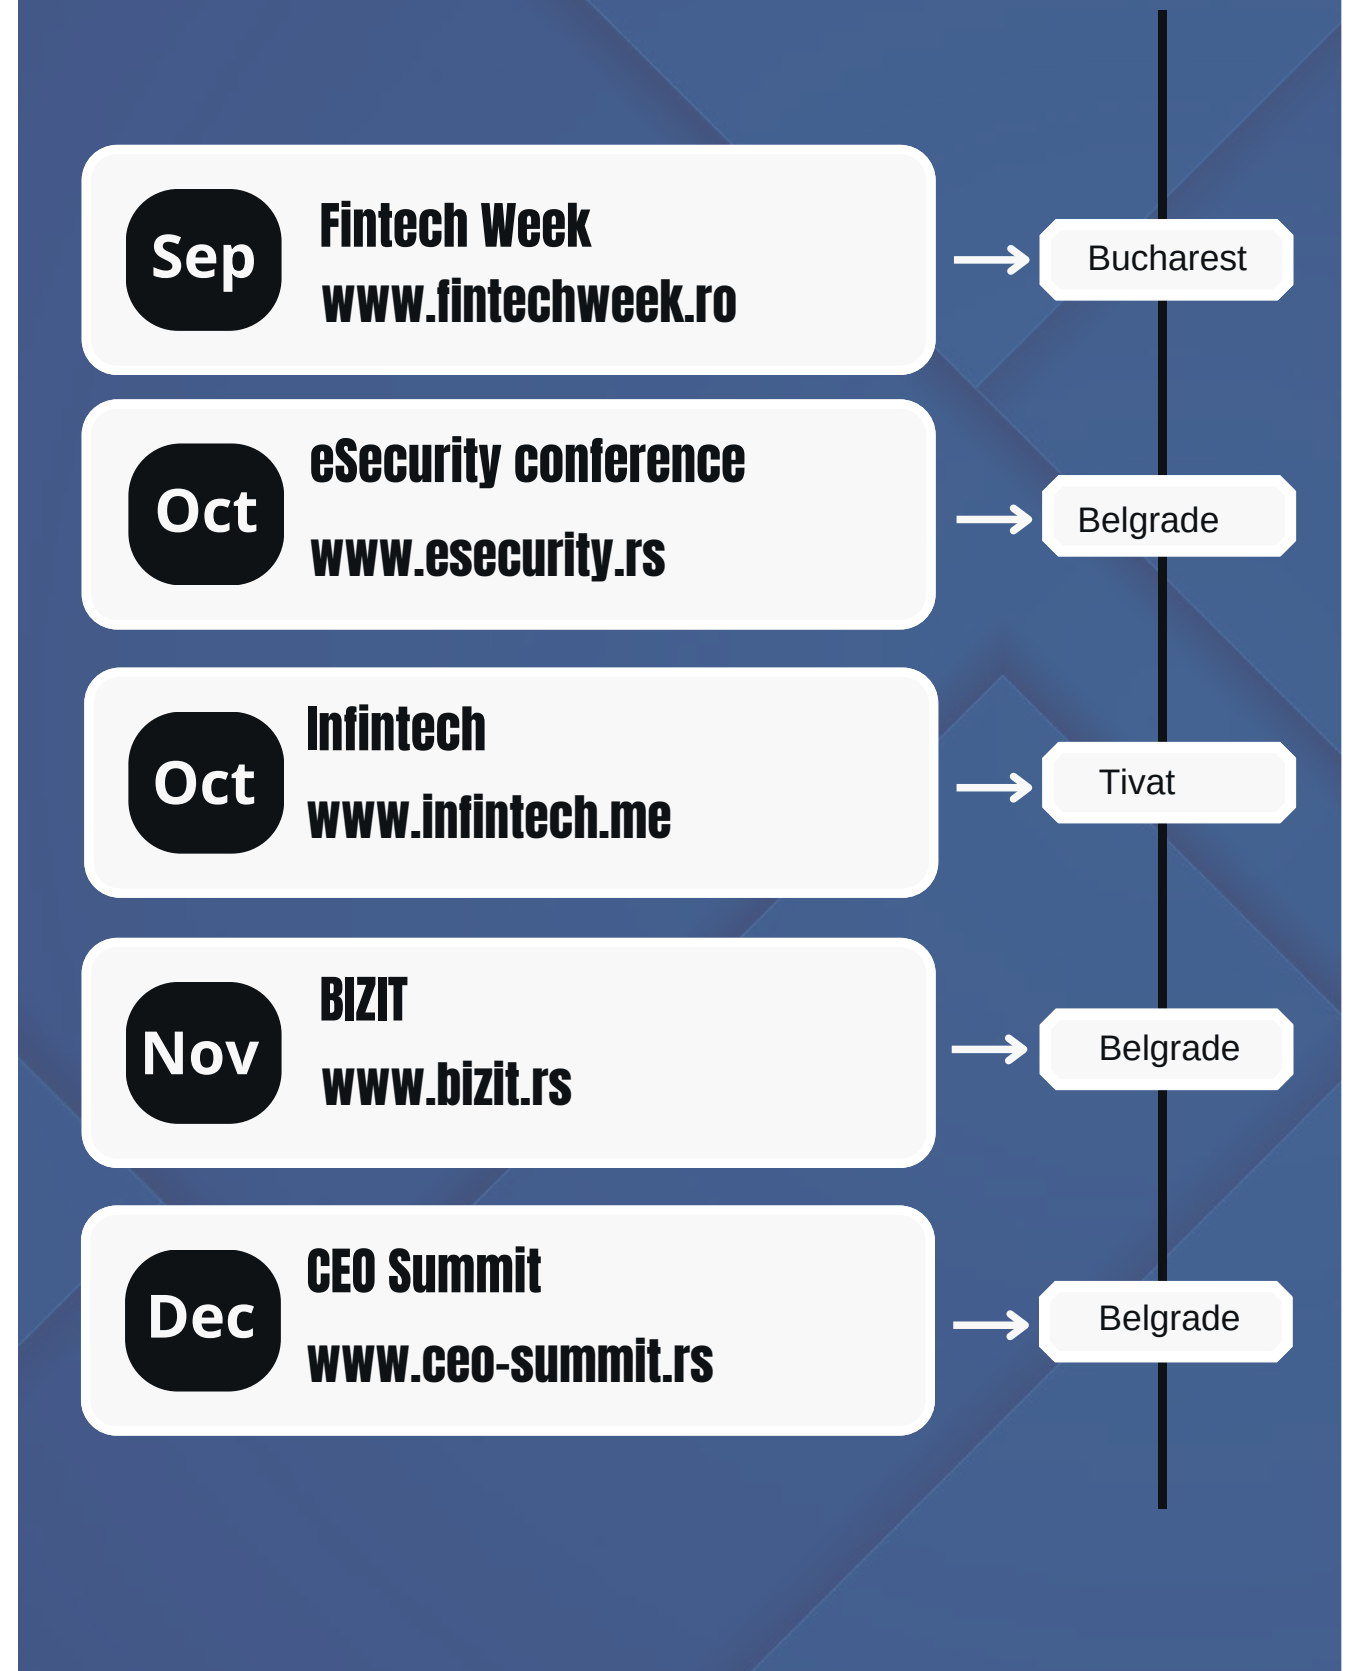 Sep
Fintech Week
www.fintechweek.ro
Bucharest
Oct
eSecurity conference
www.esecurity.rs
Belgrade
Oct
Infintech
www.infintech.me
Tivat
Nov
BIZIT
www.bizit.rs
Belgrade
Dec
CEO Summit
www.ceo-summit.rs
Belgrade